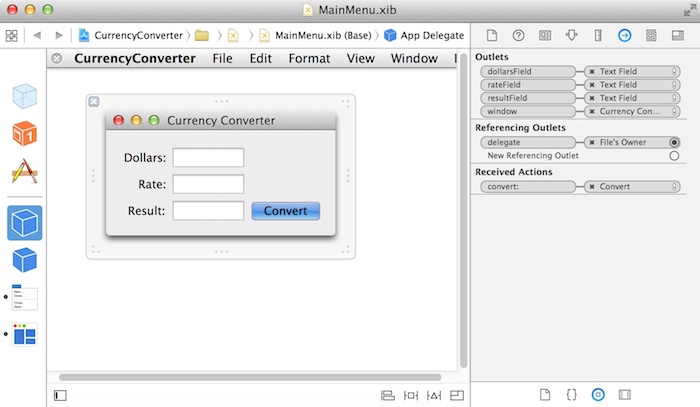 MainMenu.xib
CurrencyConverter
MainMenu.xib (Base)
App Delegate
CurrencyConverter File Edit Format View Window
Currency Converter
Dollars:
Rate:
Result:
Convert
Outlets
dollarsField Text Field
rateField Text Field
resultField Text Field
window Currency Con...
Referencing Outlets
delegate File's Owner
New Referencing Outlet
Received Actions
convert: Convert